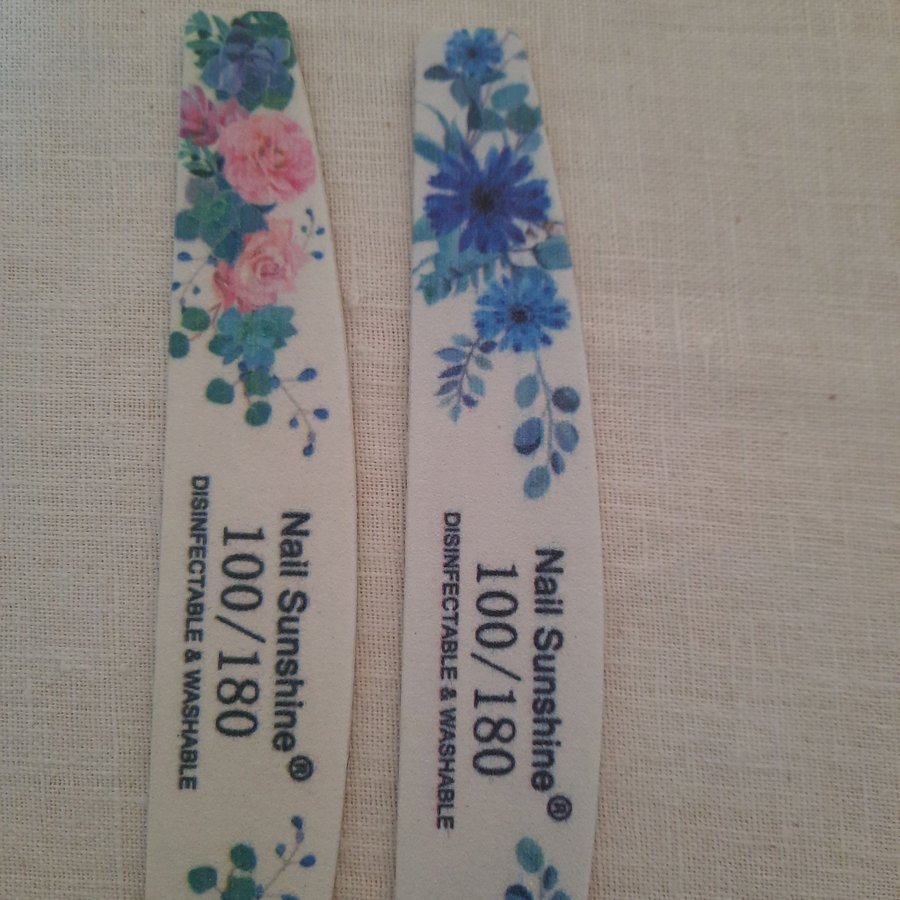 Nail Sunshine®
100/180
DISINFECTABLE & WASHABLE
Nail Sunshine®
100/180
DISINFECTABLE & WASHABLE